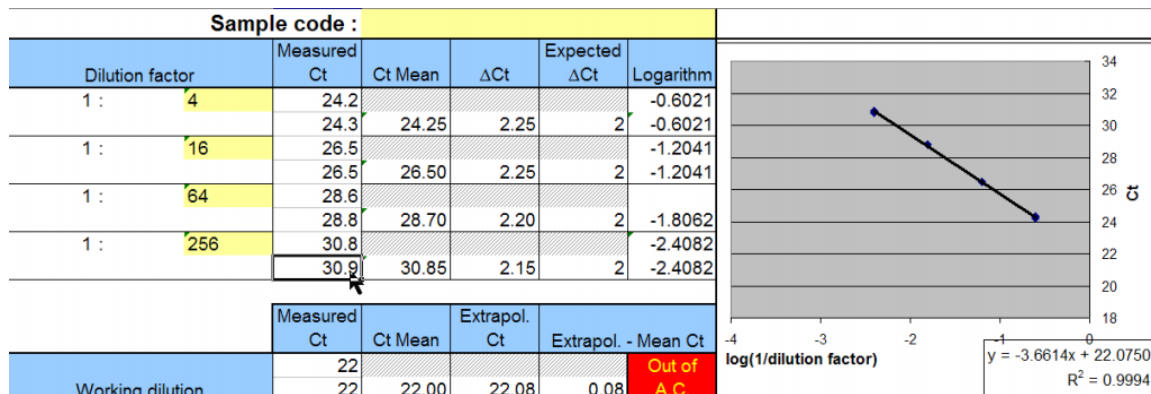 Sample code :
Dilution factor Measured Ct Ct Mean ΔCt Expected ΔCt Logarithm
1 : 4 24.2 -0.6021
24.3 24.25 2.25 2 -0.6021
1 : 16 26.5 -1.2041
26.5 26.50 2.25 2 -1.2041
1 : 64 28.6
28.8 28.70 2.20 2 -1.8062
1 : 256 30.8 -2.4082
30.9 30.85 2.15 2 -2.4082
Measured Ct Ct Mean Extrapol. Ct Extrapol. - Mean Ct
22 Out of
Working dilution 22 22.00 22.08 0.08 A.C.
34
32
30
28
26
24
22
20
18
Ct
-4 -3 -2 -1 0
log(1/dilution factor)
y = -3.6614x + 22.0750
R² = 0.9994